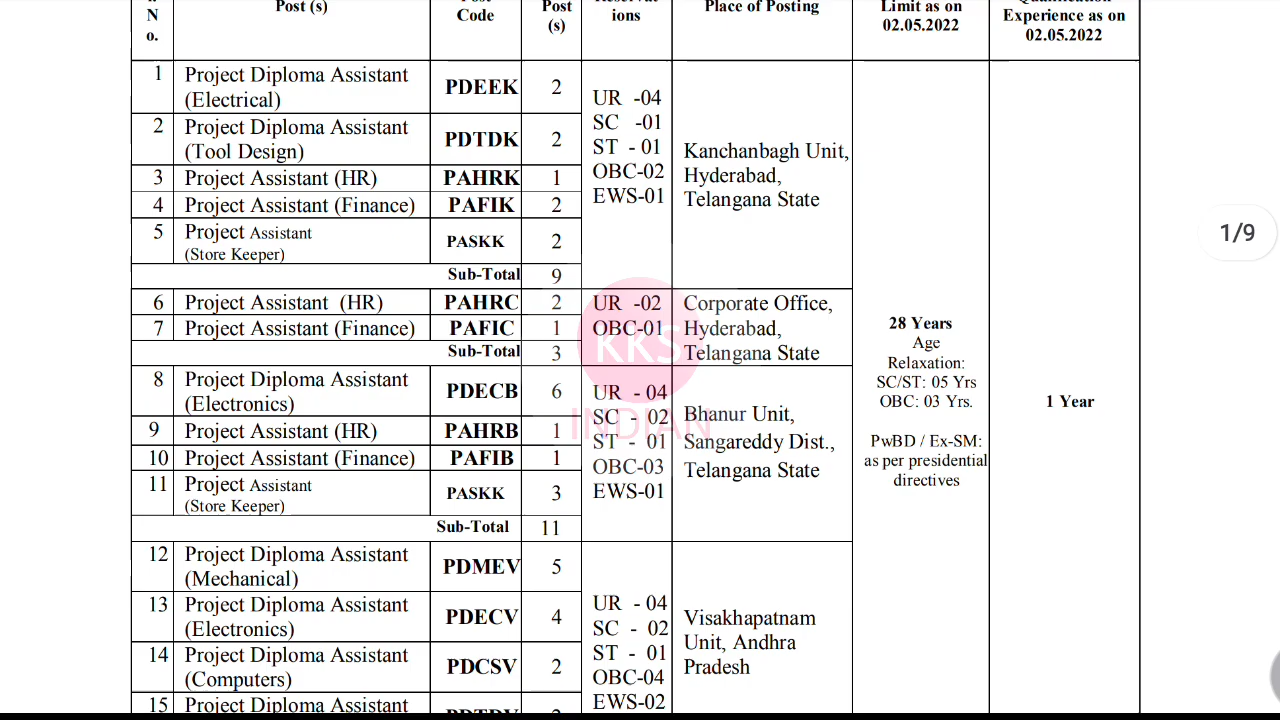 N
o.
Post (s)
Code
Post
(s)
ions
Place of Posting
Limit as on
02.05.2022
Experience as on
02.05.2022
1 Project Diploma Assistant
(Electrical)
PDEEK 2
2 Project Diploma Assistant
(Tool Design)
PDTDK 2
3 Project Assistant (HR) PAHRK 1
4 Project Assistant (Finance) PAFIK 2
5 Project Assistant
(Store Keeper)
PASKK 2
Sub-Total 9
UR -04
SC -01
ST - 01
OBC-02
EWS-01
Kanchanbagh Unit,
Hyderabad,
Telangana State
6 Project Assistant (HR) PAHRC 2
7 Project Assistant (Finance) PAFIC 1
Sub-Total 3
UR -02
OBC-01
Corporate Office,
Hyderabad,
Telangana State
8 Project Diploma Assistant
(Electronics)
PDECB 6
9 Project Assistant (HR) PAHRB 1
10 Project Assistant (Finance) PAFIB 1
11 Project Assistant
(Store Keeper)
PASKK 3
Sub-Total 11
UR - 04
SC - 02
ST - 01
OBC-03
EWS-01
Bhanur Unit,
Sangareddy Dist.,
Telangana State
12 Project Diploma Assistant
(Mechanical)
PDMEV 5
13 Project Diploma Assistant
(Electronics)
PDECV 4
14 Project Diploma Assistant
(Computers)
PDCSV 2
15 Project Diploma Assistant
UR - 04
SC - 02
ST - 01
OBC-04
EWS-02
Visakhapatnam
Unit, Andhra
Pradesh
28 Years
Age
Relaxation:
SC/ST: 05 Yrs
OBC: 03 Yrs.
PwBD / Ex-SM:
as per presidential
directives
1 Year
1/9
KKS
INDIAN